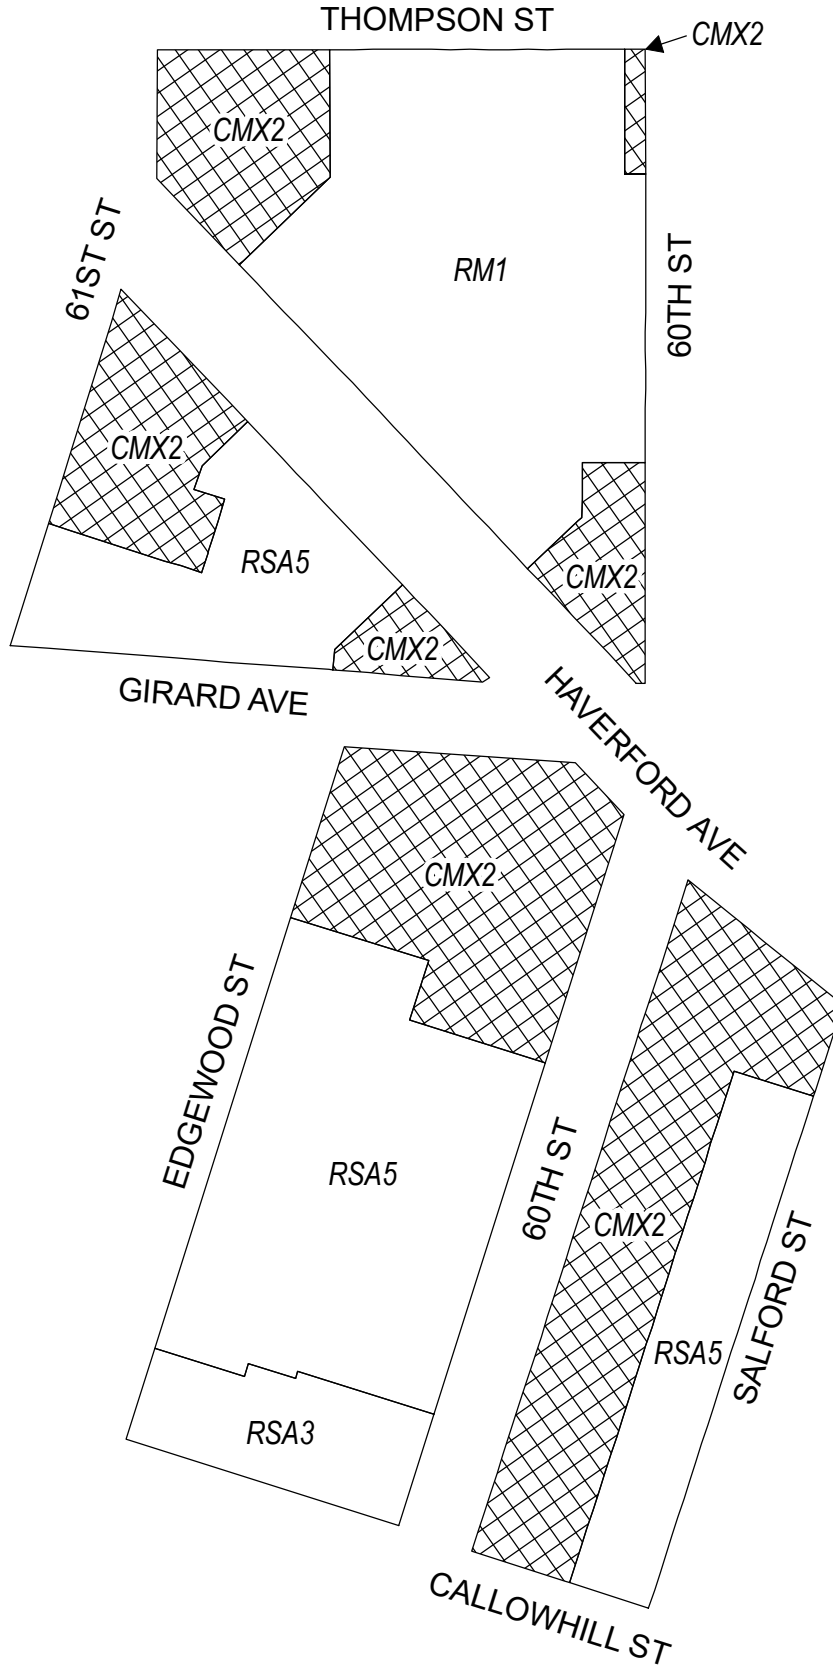 THOMPSON ST
CMX2
CMX2
61ST ST
RM1
60TH ST
CMX2
RSA5
CMX2
CMX2
GIRARD AVE
HAVERFORD AVE
CMX2
EDGEWOOD ST
RSA5
60TH ST
CMX2
SALFORD ST
RSA5
RSA3
CALLOWHILL ST